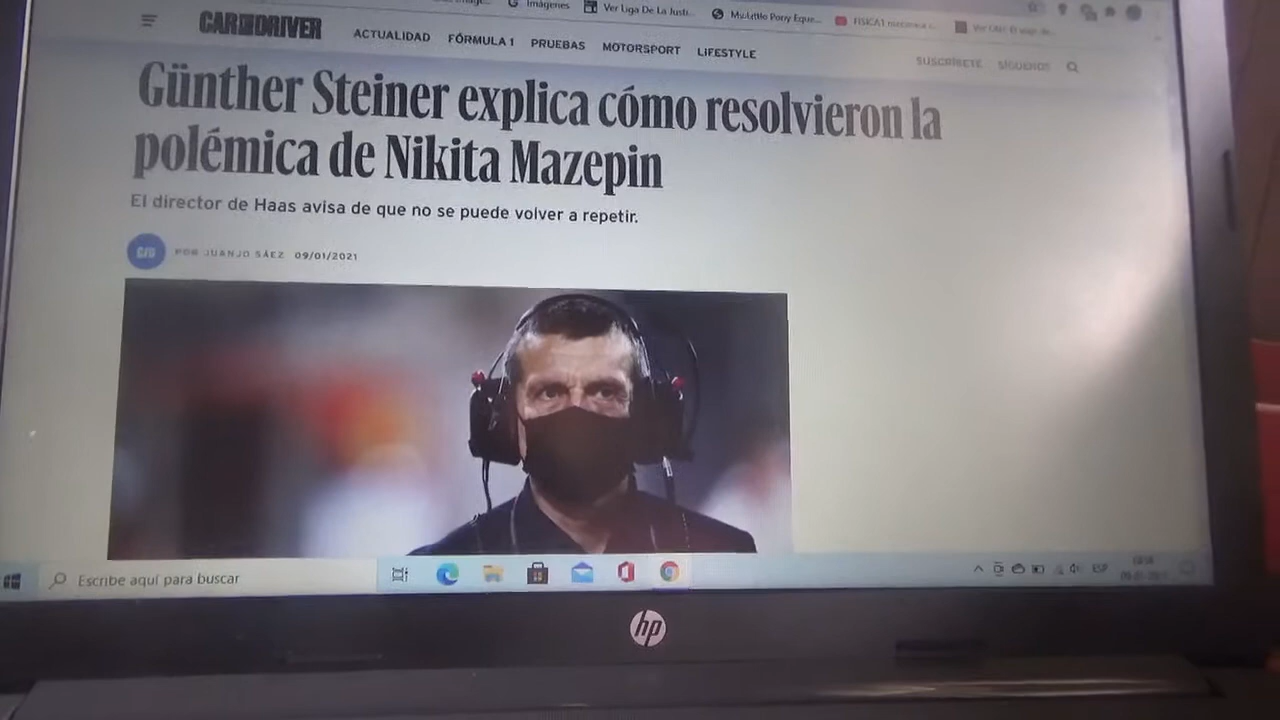 Imágenes Ver Liga De La Justi... My Little Pony Eque...
CAR AND DRIVER
ACTUALIDAD FÓRMULA 1 PRUEBAS MOTORSPORT LIFESTYLE
SUSCRÍBETE SÍGUENOS
Günther Steiner explica cómo resolvieron la
polémica de Nikita Mazepin
El director de Haas avisa de que no se puede volver a repetir.
C/D POR JUANJO SÁEZ 09/01/2021
Escribe aquí para buscar
ESP
hp